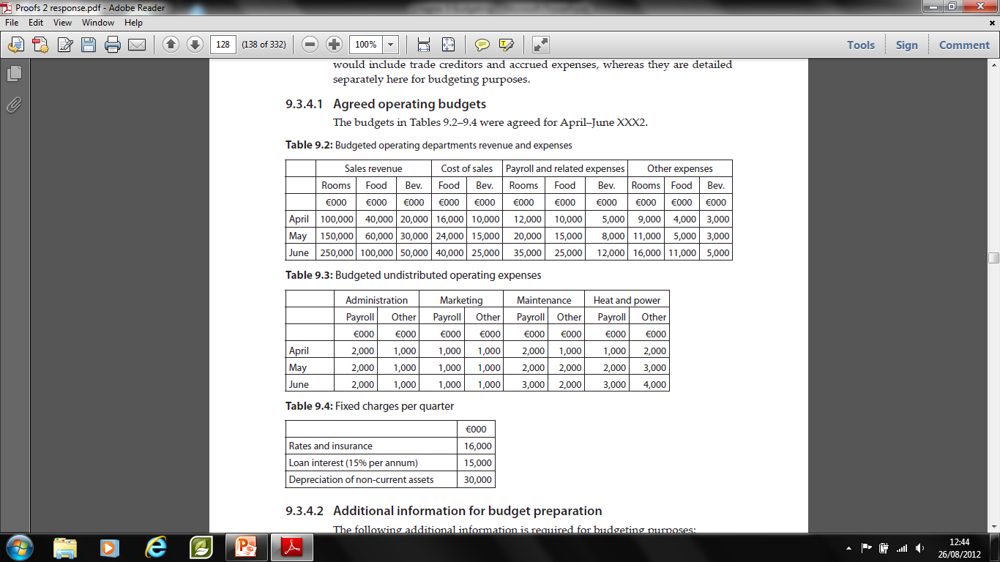 Proofs 2 response.pdf - Adobe Reader
File Edit View Window Help
128 (138 of 332) 100% Tools Sign Comment
would include trade creditors and accrued expenses, whereas they are detailed
separately here for budgeting purposes.
9.3.4.1 Agreed operating budgets
The budgets in Tables 9.2–9.4 were agreed for April–June XXX2.
Table 9.2: Budgeted operating departments revenue and expenses
Sales revenue Cost of sales Payroll and related expenses Other expenses
Rooms Food Bev. Food Bev. Rooms Food Bev. Rooms Food Bev.
€000 €000 €000 €000 €000 €000 €000 €000 €000 €000 €000
April 100,000 40,000 20,000 16,000 10,000 12,000 10,000 5,000 9,000 4,000 3,000
May 150,000 60,000 30,000 24,000 15,000 20,000 15,000 8,000 11,000 5,000 3,000
June 250,000 100,000 50,000 40,000 25,000 35,000 25,000 12,000 16,000 11,000 5,000
Table 9.3: Budgeted undistributed operating expenses
Administration Marketing Maintenance Heat and power
Payroll Other Payroll Other Payroll Other Payroll Other
€000 €000 €000 €000 €000 €000 €000 €000
April 2,000 1,000 1,000 1,000 2,000 1,000 1,000 2,000
May 2,000 1,000 1,000 1,000 2,000 2,000 2,000 3,000
June 2,000 1,000 1,000 1,000 3,000 2,000 3,000 4,000
Table 9.4: Fixed charges per quarter
€000
Rates and insurance 16,000
Loan interest (15% per annum) 15,000
Depreciation of non-current assets 30,000
9.3.4.2 Additional information for budget preparation
The following additional information is required for budgeting purposes:
12:44
26/08/2012